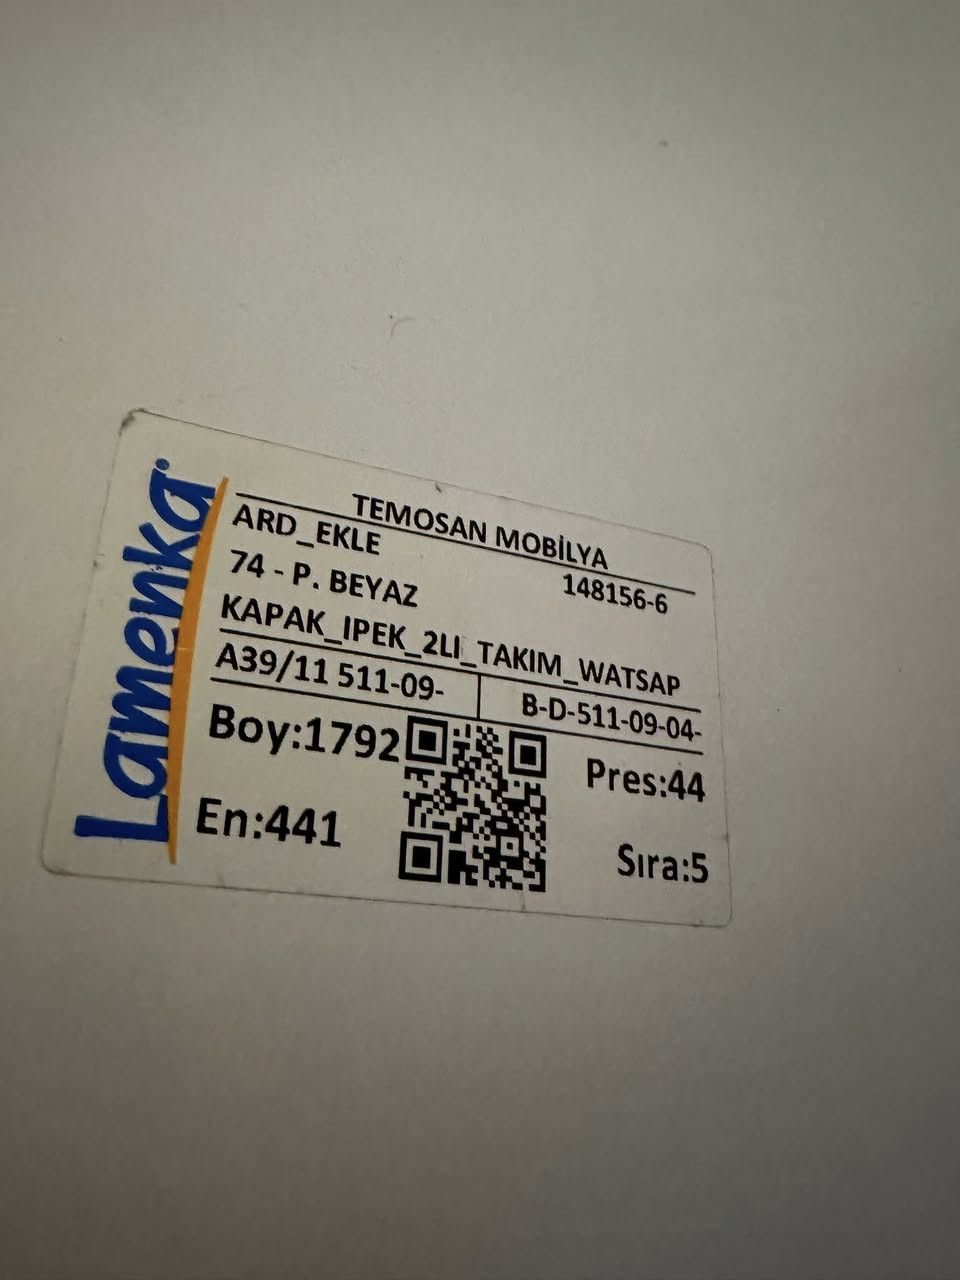 Lamenka
TEMOSAN MOBİLYA
ARD_EKLE
148156-6
74 - P. BEYAZ
KAPAK_IPEK_2LI_TAKIM_WATSAP
A39/11 511-09-
B-D-511-09-04-
Boy:1792
Pres:44
En:441
Sıra:5